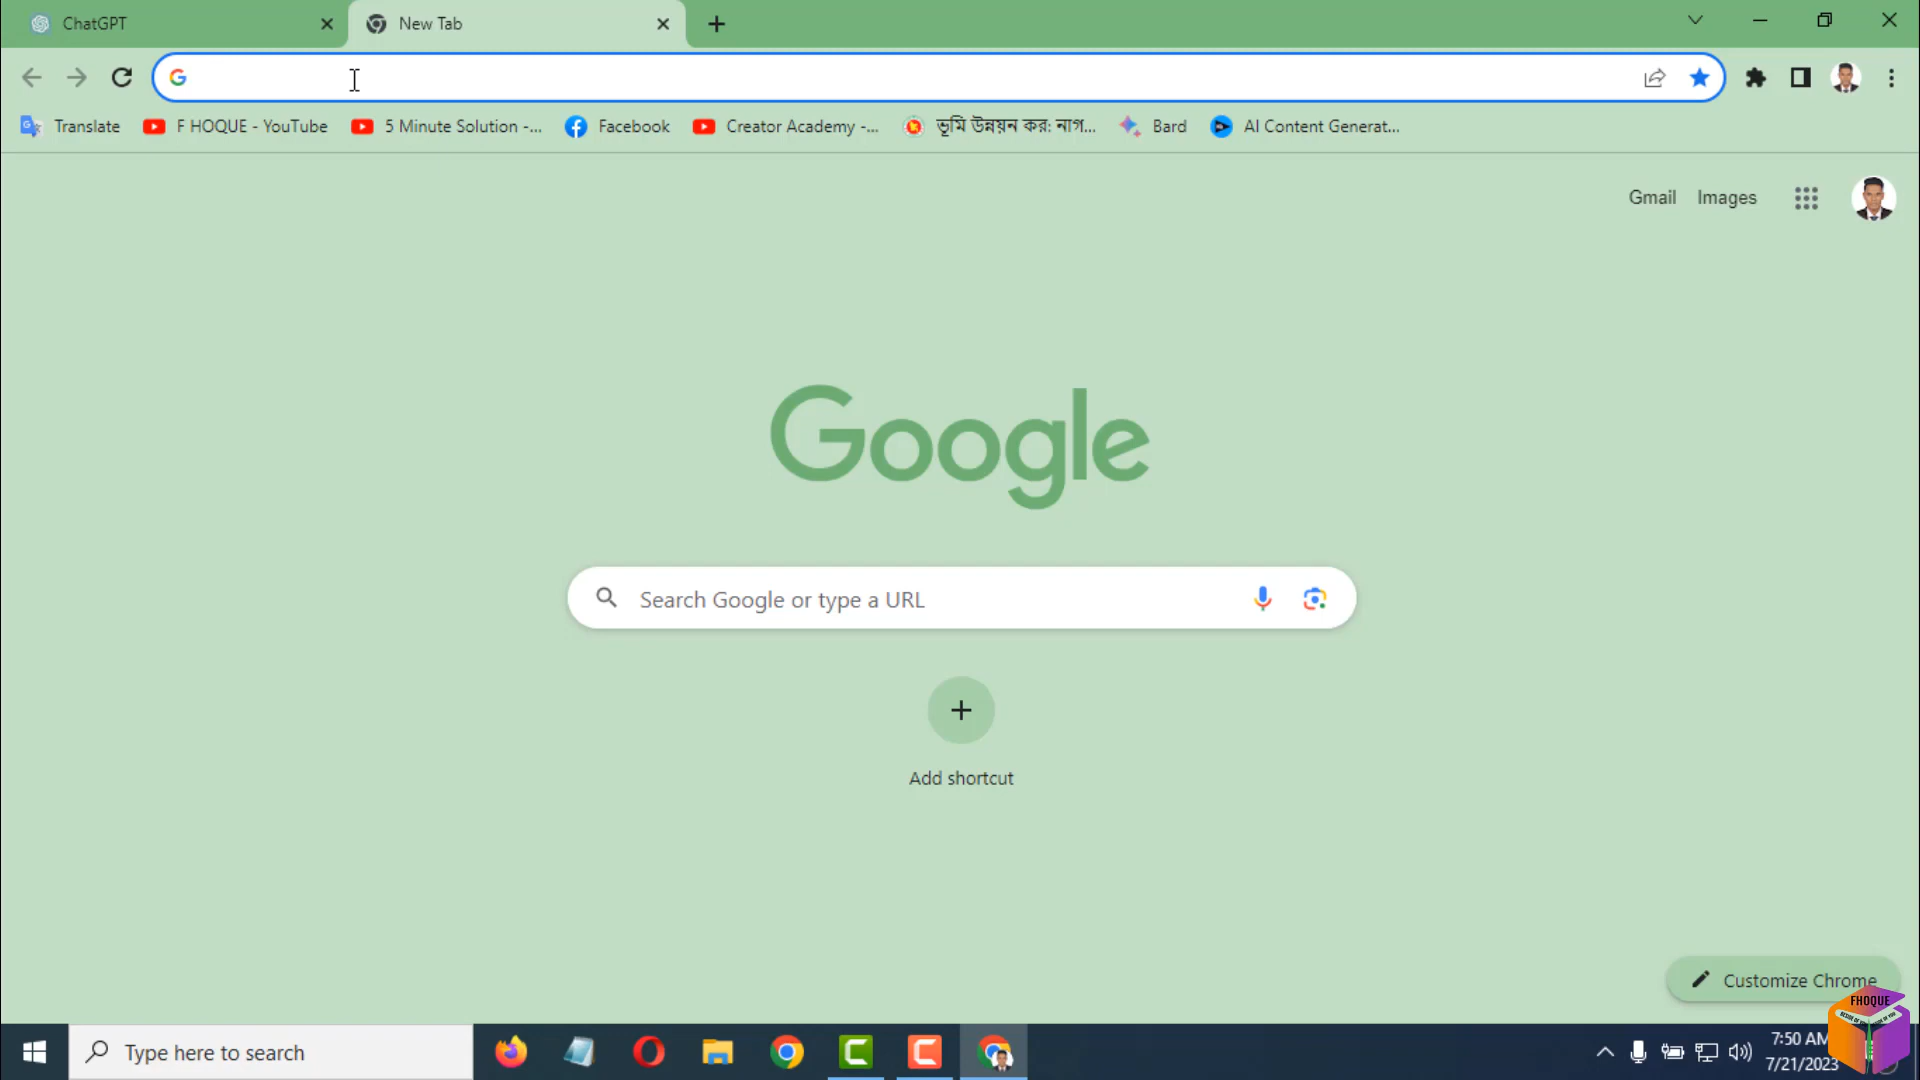 ChatGPT
New Tab
Translate
F HOQUE - YouTube
5 Minute Solution -...
Facebook
Creator Academy -...
ভূমি উন্নয়ন কর: নাগ...
Bard
AI Content Generat...
Gmail
Images
Google
Search Google or type a URL
Add shortcut
Customize Chrome
FHOQUE
Type here to search
7:50 AM
7/21/2023